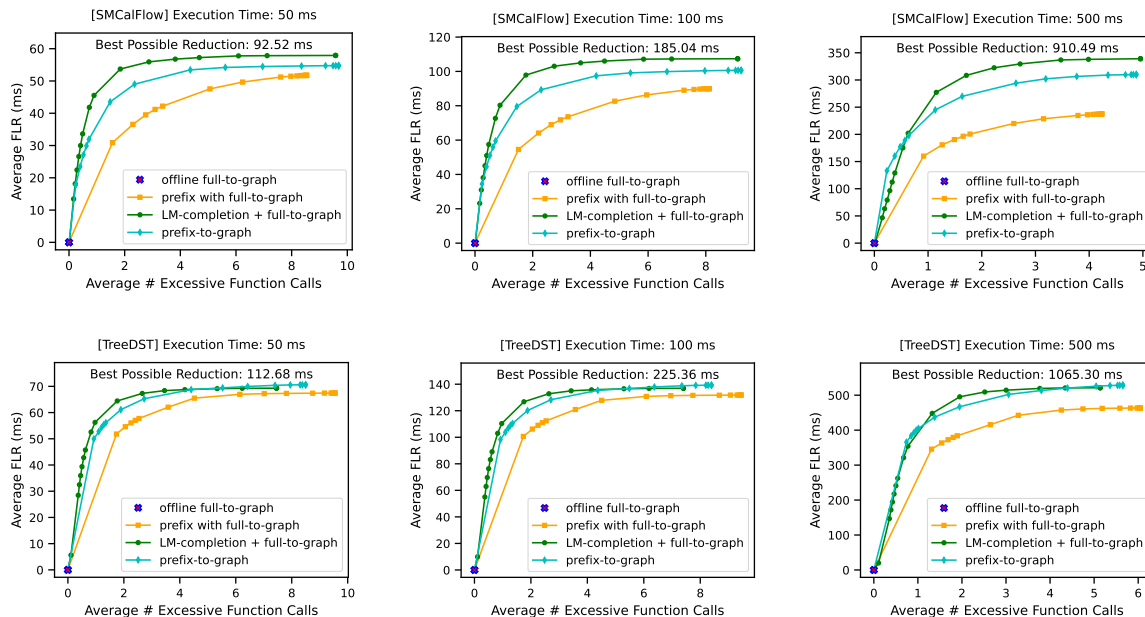 [SMCalFlow] Execution Time: 50 ms
Best Possible Reduction: 92.52 ms
60
50
40
30
20
10
0
Average FLR (ms)
offline full-to-graph
prefix with full-to-graph
LM-completion + full-to-graph
prefix-to-graph
0 2 4 6 8 10
Average # Excessive Function Calls
[SMCalFlow] Execution Time: 100 ms
Best Possible Reduction: 185.04 ms
120
100
80
60
40
20
0
Average FLR (ms)
offline full-to-graph
prefix with full-to-graph
LM-completion + full-to-graph
prefix-to-graph
0 2 4 6 8
Average # Excessive Function Calls
[SMCalFlow] Execution Time: 500 ms
Best Possible Reduction: 910.49 ms
350
300
250
200
150
100
50
0
Average FLR (ms)
offline full-to-graph
prefix with full-to-graph
LM-completion + full-to-graph
prefix-to-graph
0 1 2 3 4 5
Average # Excessive Function Calls
[TreeDST] Execution Time: 50 ms
Best Possible Reduction: 112.68 ms
70
60
50
40
30
20
10
0
Average FLR (ms)
offline full-to-graph
prefix with full-to-graph
LM-completion + full-to-graph
prefix-to-graph
0 2 4 6 8 10
Average # Excessive Function Calls
[TreeDST] Execution Time: 100 ms
Best Possible Reduction: 225.36 ms
140
120
100
80
60
40
20
0
Average FLR (ms)
offline full-to-graph
prefix with full-to-graph
LM-completion + full-to-graph
prefix-to-graph
0 2 4 6 8
Average # Excessive Function Calls
[TreeDST] Execution Time: 500 ms
Best Possible Reduction: 1065.30 ms
500
400
300
200
100
0
Average FLR (ms)
offline full-to-graph
prefix with full-to-graph
LM-completion + full-to-graph
prefix-to-graph
0 1 2 3 4 5 6
Average # Excessive Function Calls